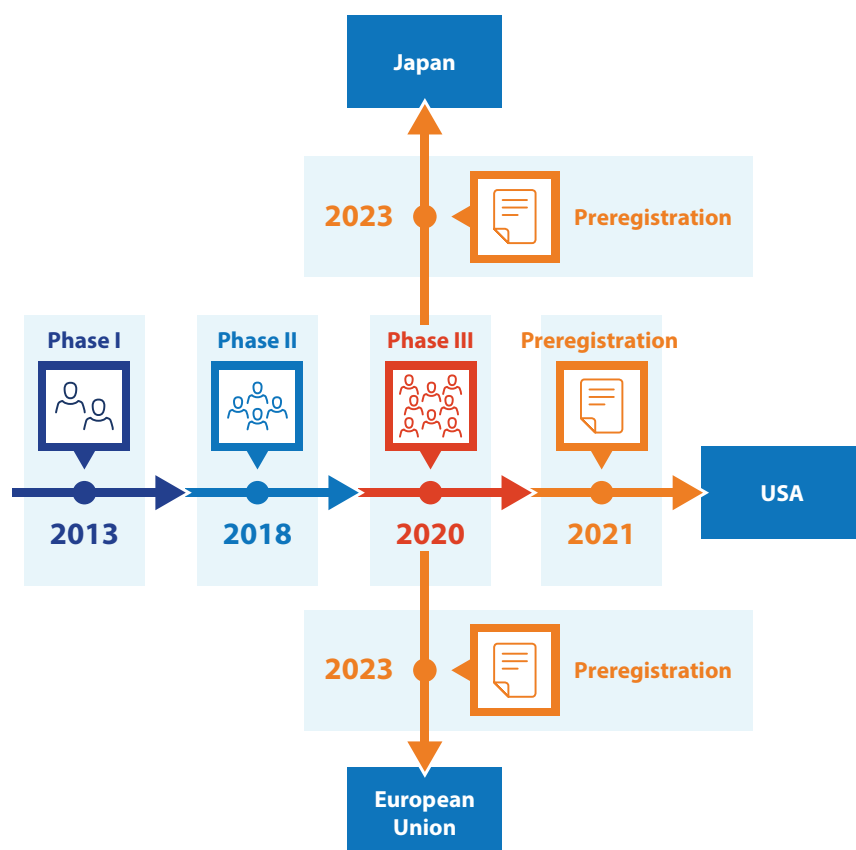 Japan
2023
Preregistration
Phase I
Phase II
Phase III
Preregistration
USA
2013
2018
2020
2021
2023
Preregistration
European
Union